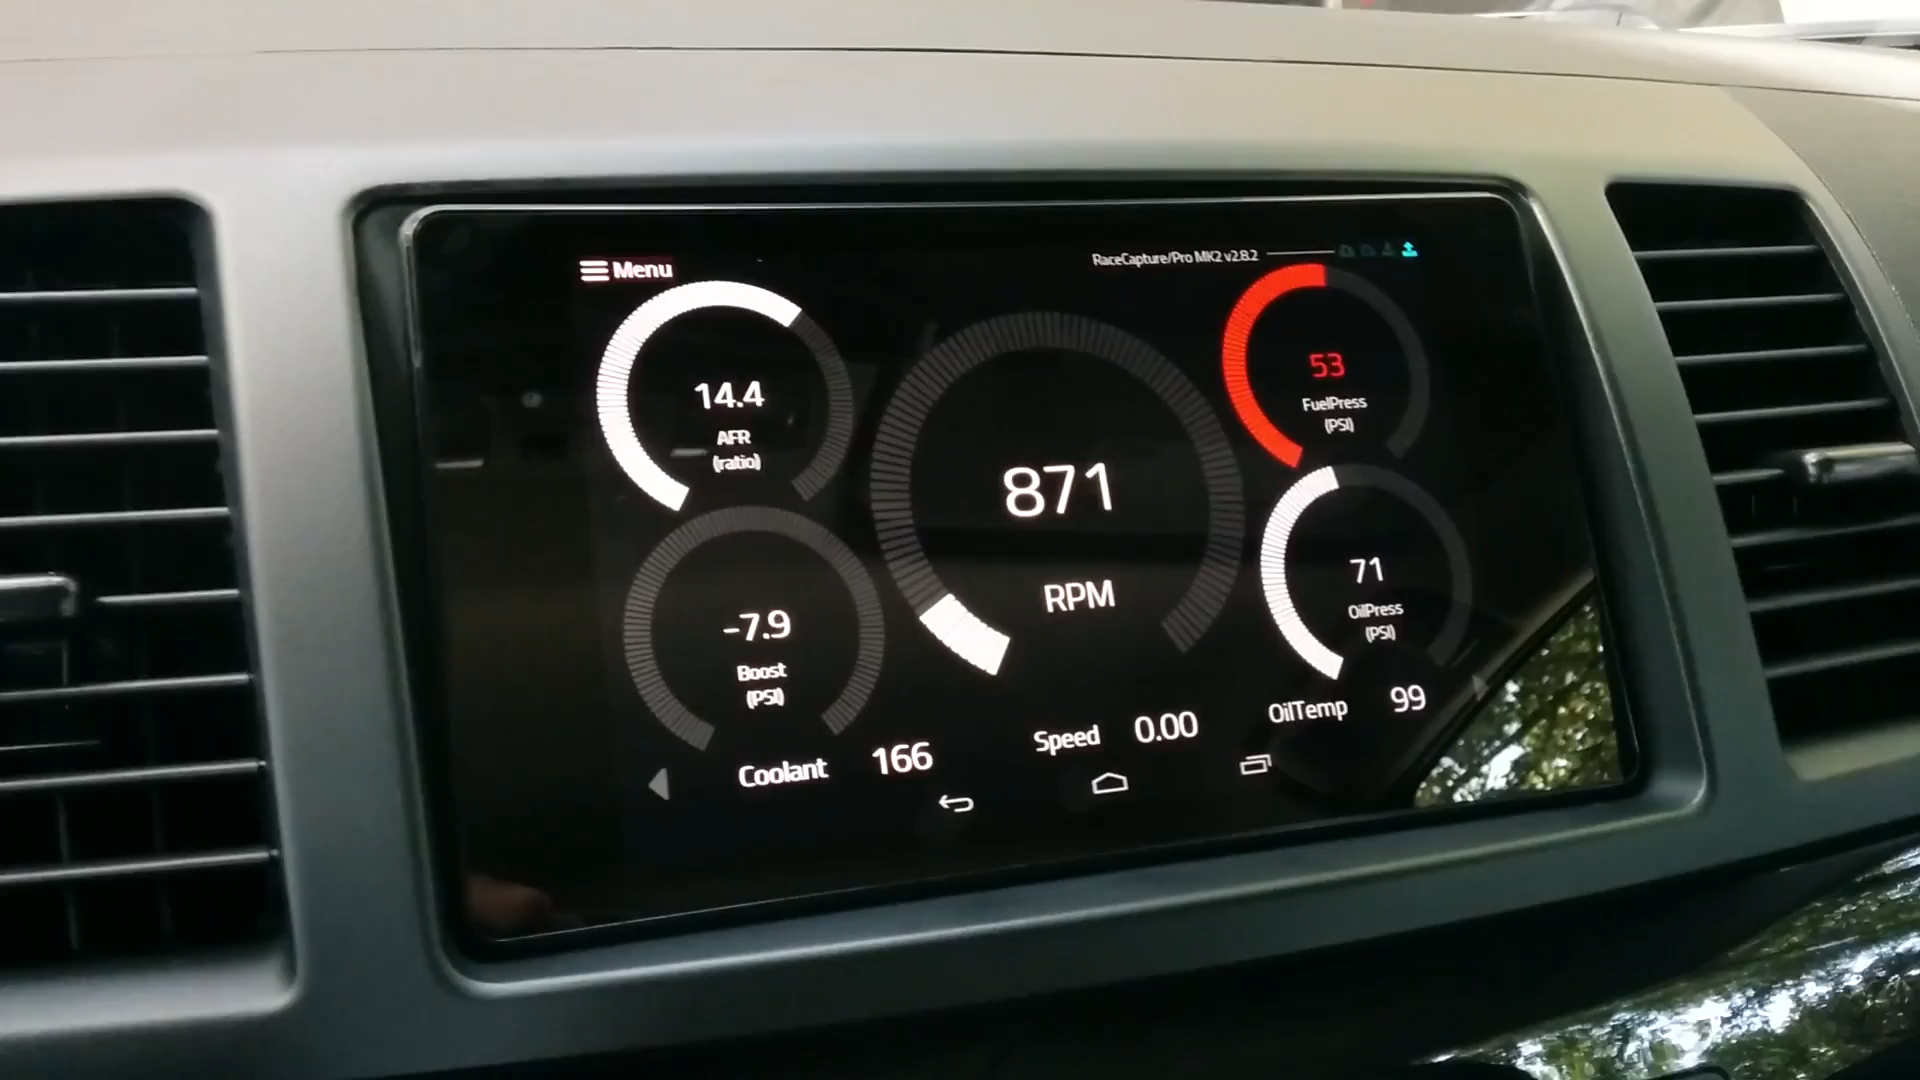 Menu
RaceCapture/Pro MK2 v2.8.2
14.4
AFR
(ratio)
53
FuelPress
(PSI)
871
RPM
-7.9
Boost
(PSI)
71
OilPress
(PSI)
Coolant 166
Speed 0.00
OilTemp 99